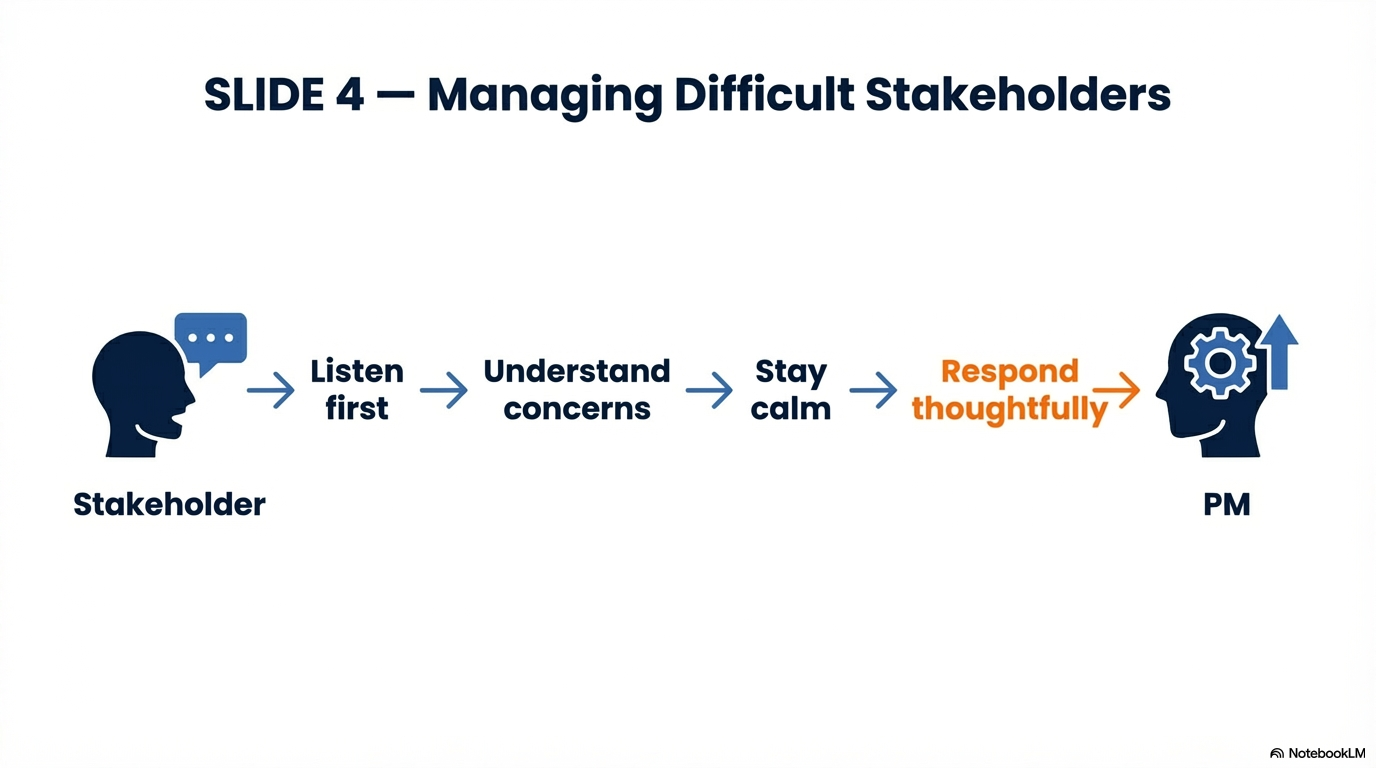 SLIDE 4 — Managing Difficult Stakeholders
Listen
first
Understand
concerns
Stay
calm
Respond
thoughtfully
Stakeholder
PM
NotebookLM